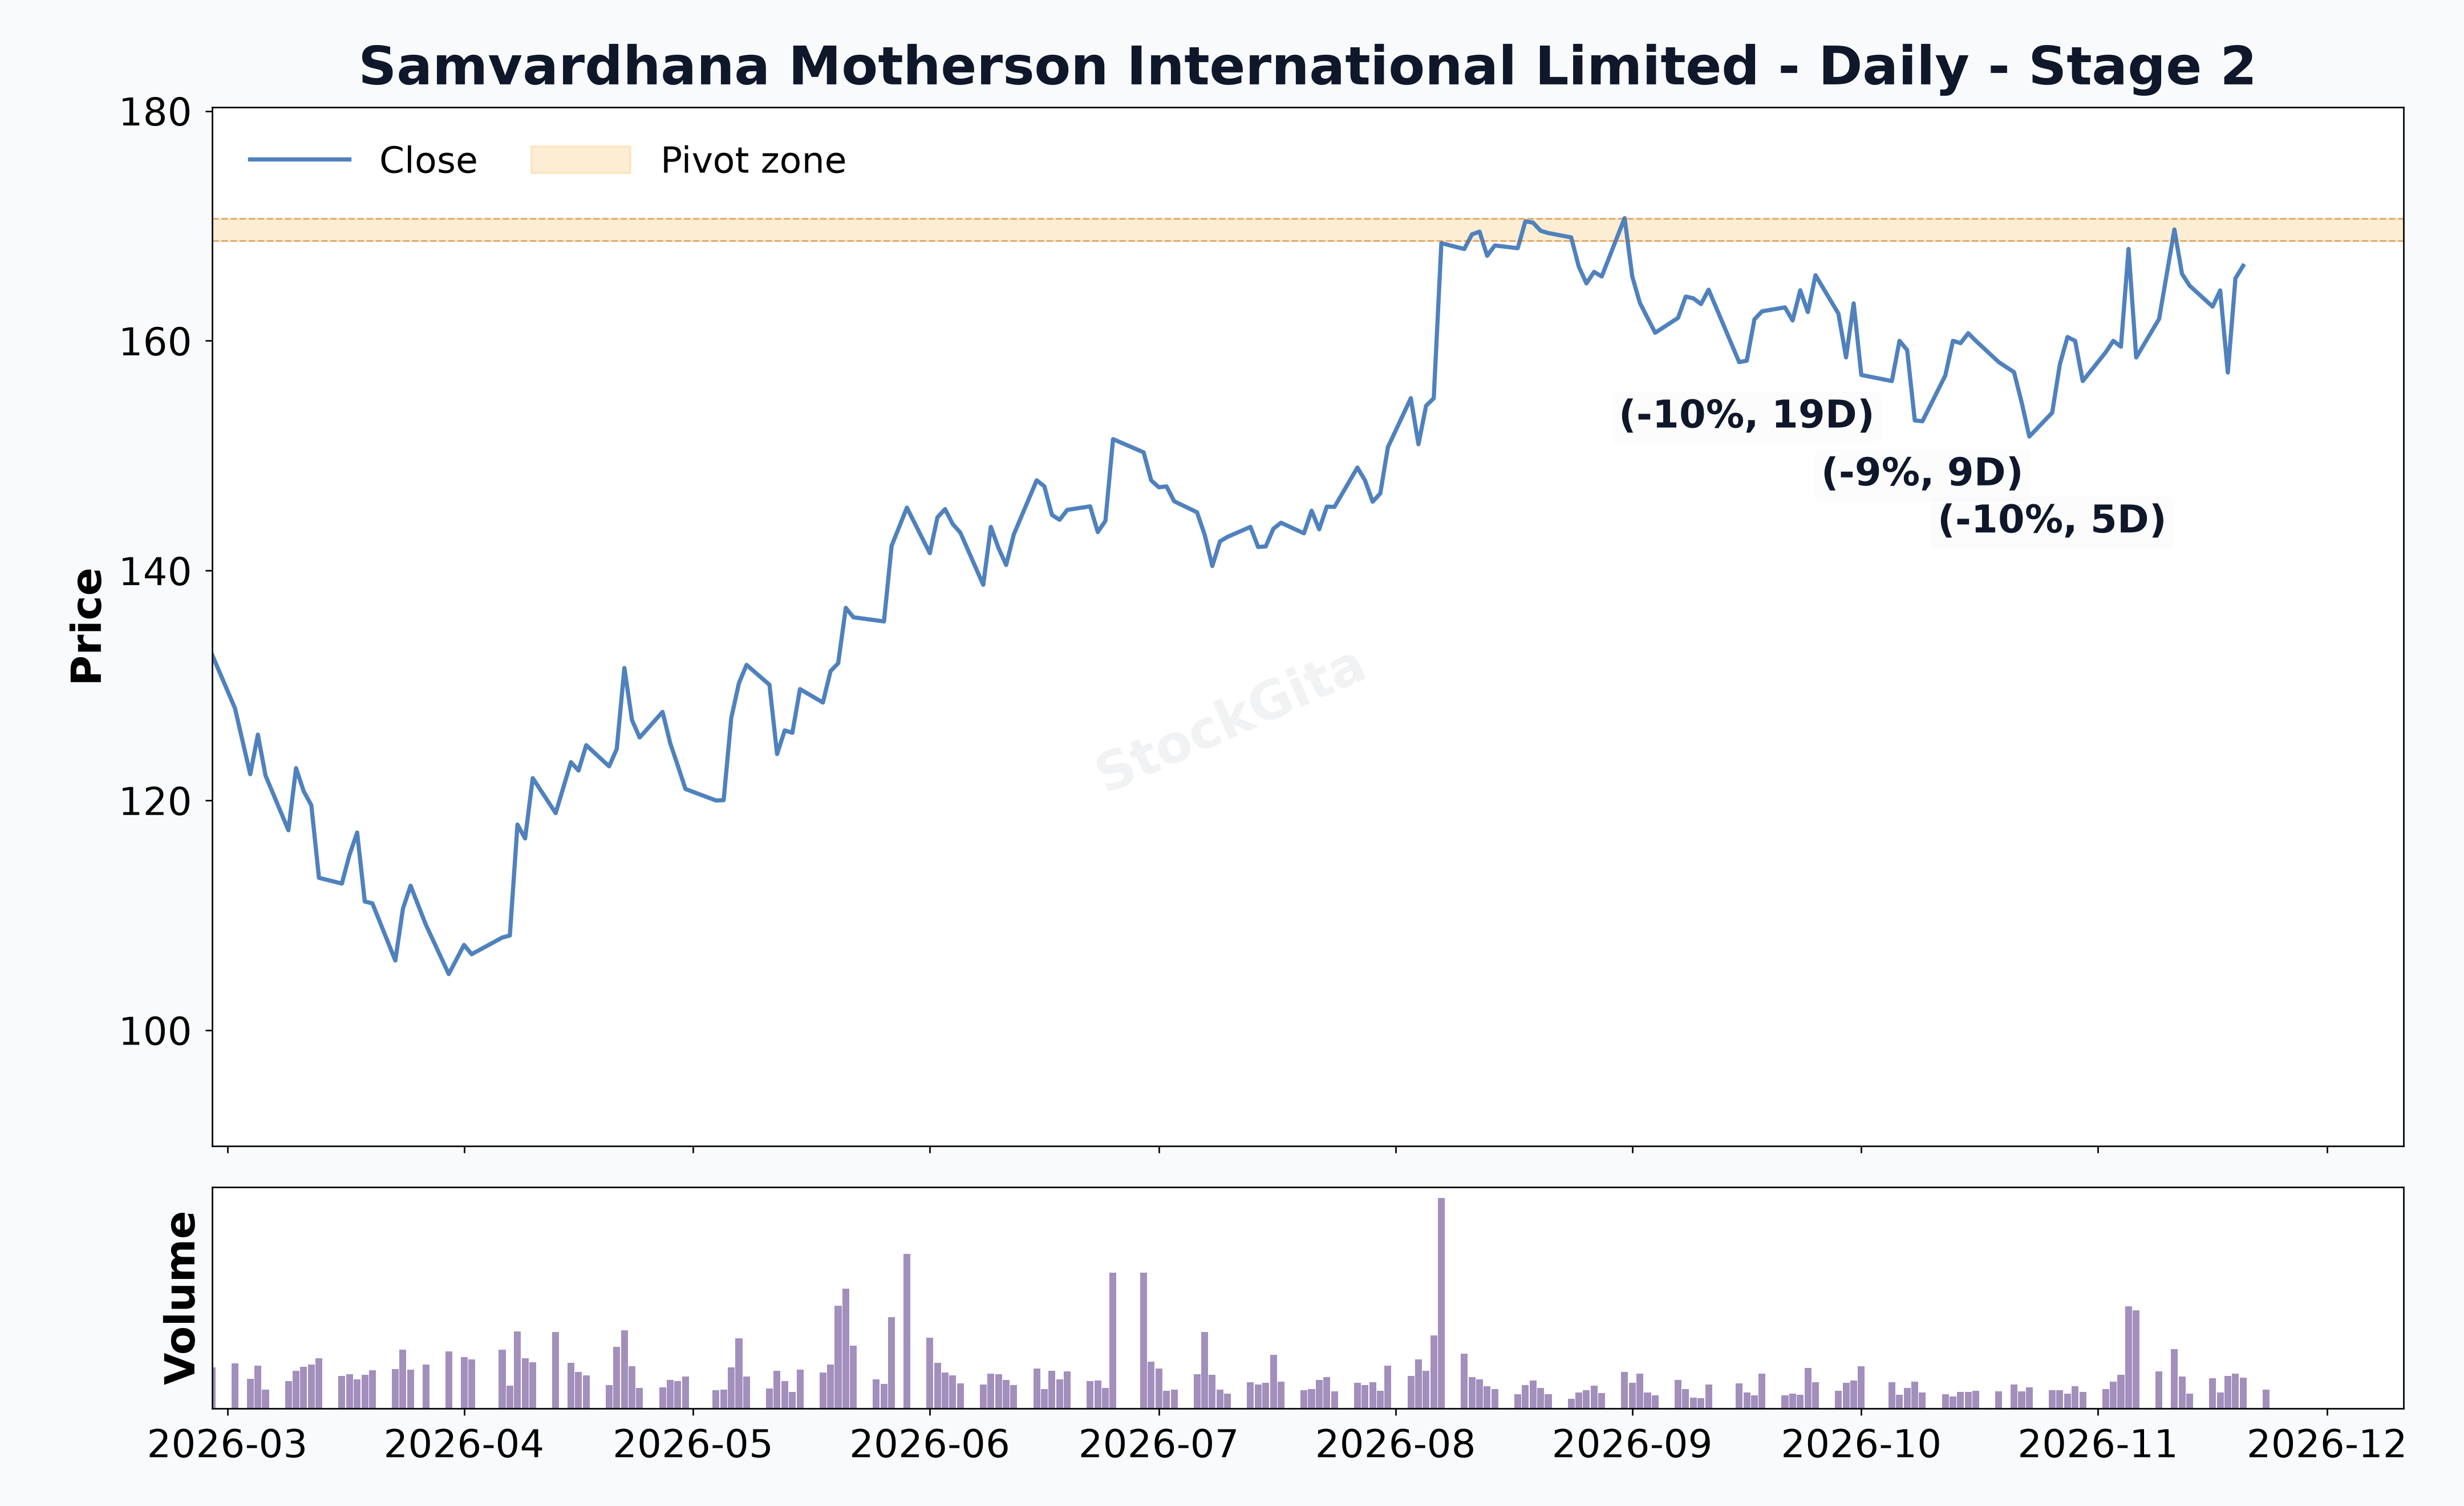 Samvardhana Motherson International Limited - Daily - Stage 2
180
Close
Pivot zone
160
(-10%, 19D)
(-9%, 9D)
(-10%, 5D)
140
Price
StockGita
120
100
Volume
2026-03 2026-04 2026-05 2026-06 2026-07 2026-08 2026-09 2026-10 2026-11 2026-12